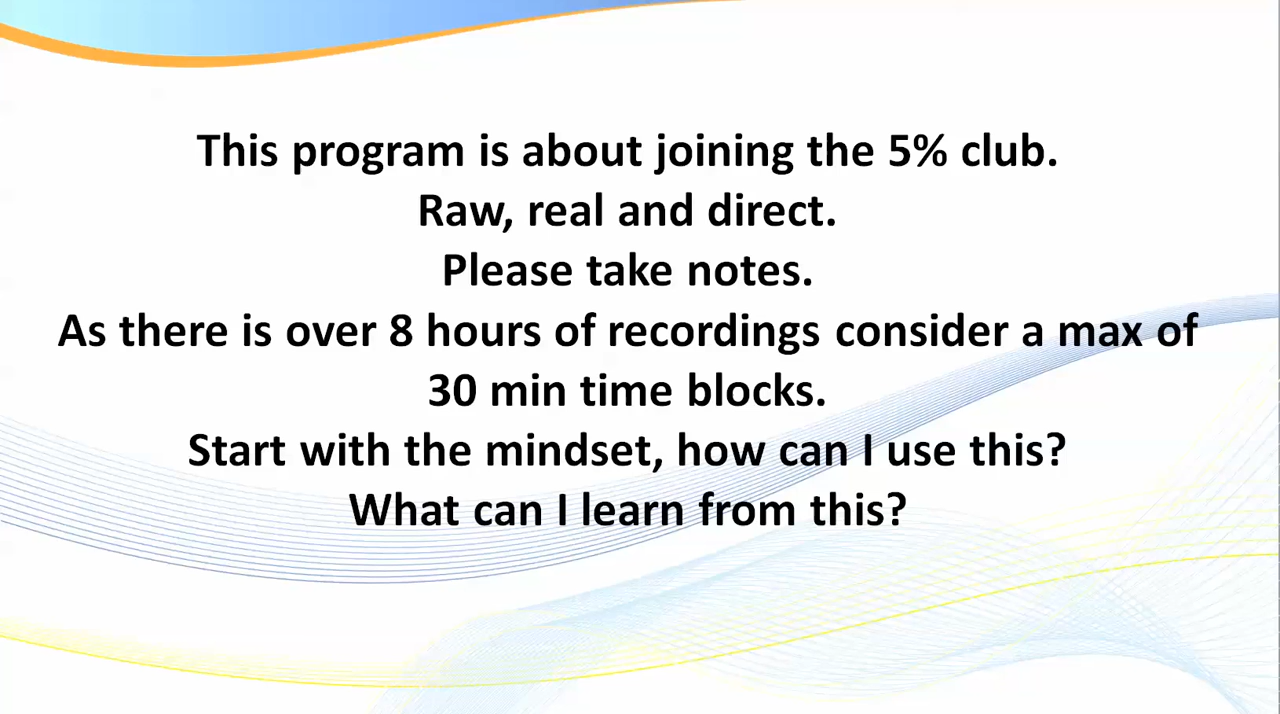 This program is about joining the 5% club.
Raw, real and direct.
Please take notes.
As there is over 8 hours of recordings consider a max of
30 min time blocks.
Start with the mindset, how can I use this?
What can I learn from this?